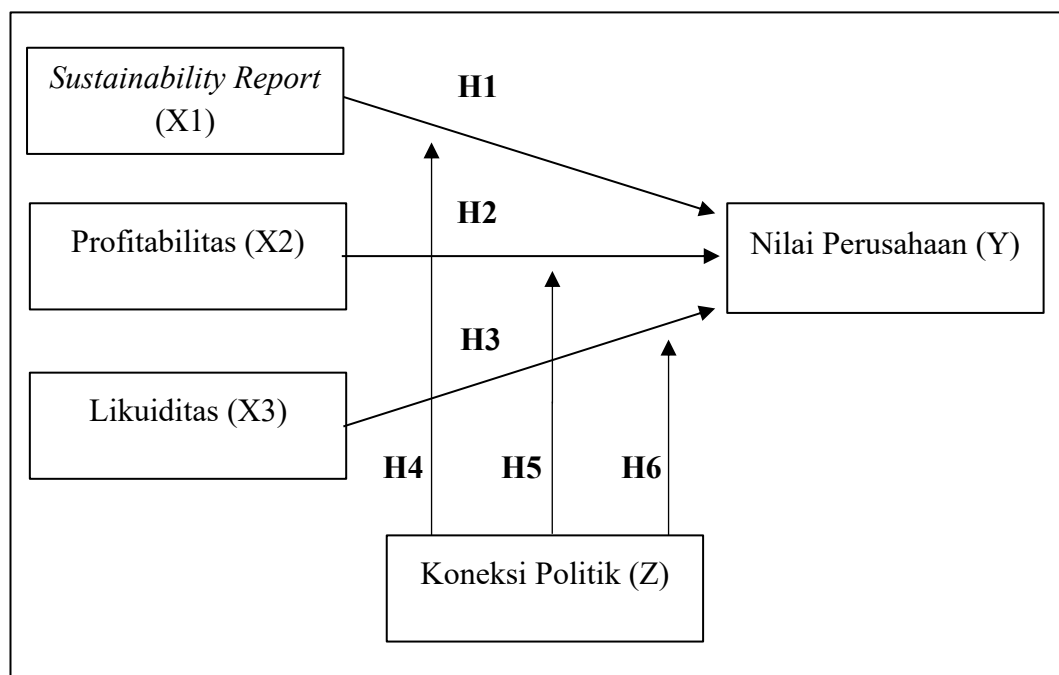 Sustainability Report
(X1)
H1
Profitabilitas (X2)
H2
Nilai Perusahaan (Y)
Likuiditas (X3)
H3
H4
H5
H6
Koneksi Politik (Z)